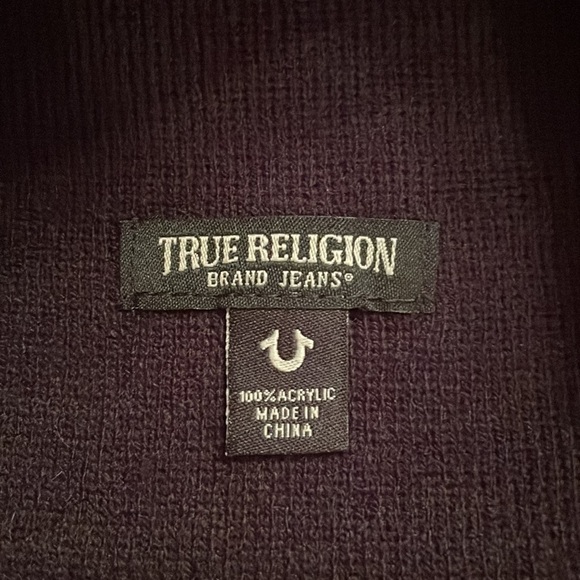 TRUE RELIGION
BRAND JEANS®
100% ACRYLIC
MADE IN
CHINA